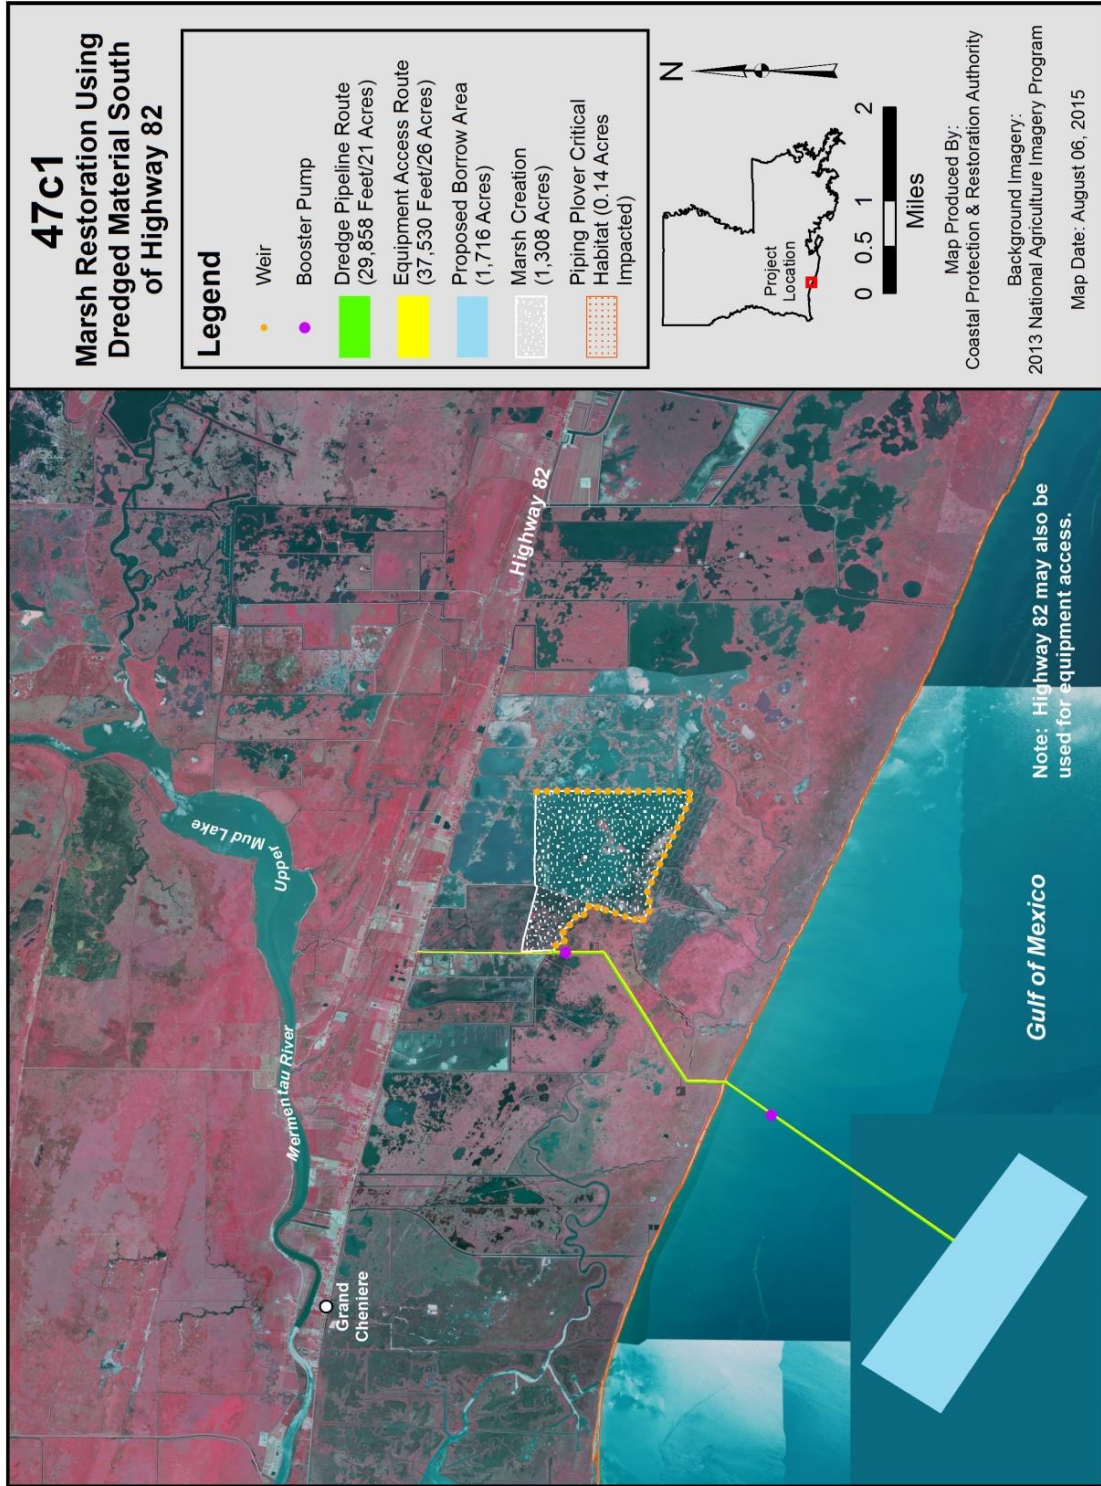 47c1
Marsh Restoration Using
Dredged Material South
of Highway 82
Legend
Weir
Booster Pump
Dredge Pipeline Route
(29,858 Feet/21 Acres)
Equipment Access Route
(37,530 Feet/26 Acres)
Proposed Borrow Area
(1,716 Acres)
Marsh Creation
(1,308 Acres)
Piping Plover Critical
Habitat (0.14 Acres
Impacted)
N
Project
Location
0 0.5 1 2
Miles
Map Produced By:
Coastal Protection & Restoration Authority
Background Imagery:
2013 National Agriculture Imagery Program
Map Date: August 06, 2015
Upper Mud Lake
Mermentau River
Highway 82
Grand
Cheniere
Gulf of Mexico
Note: Highway 82 may also be
used for equipment access.